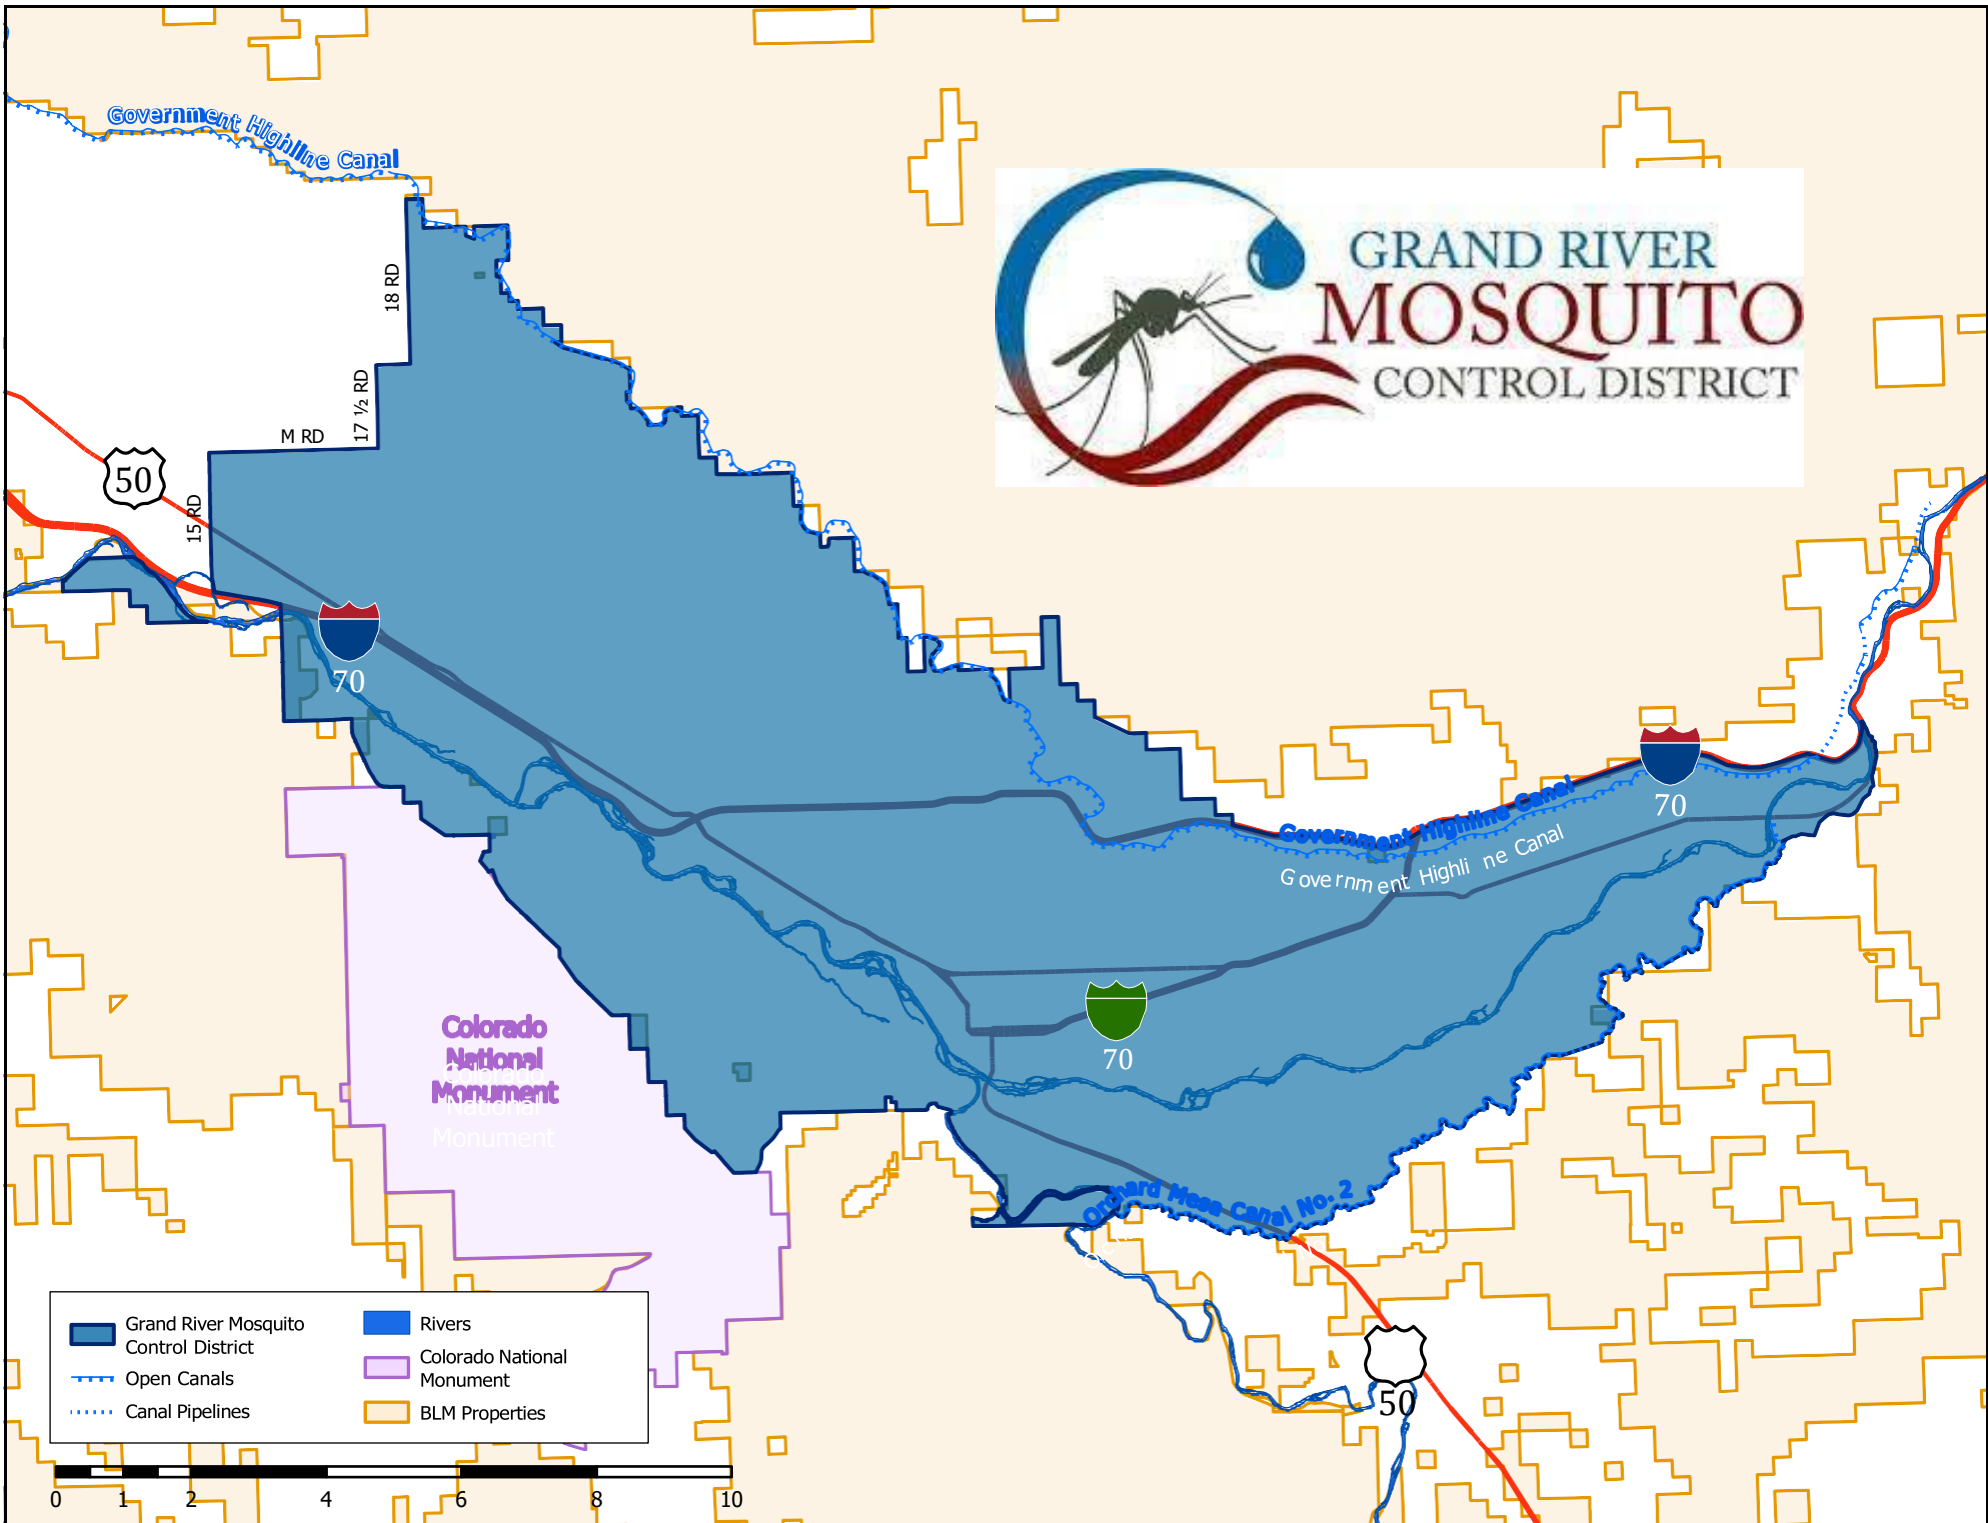 Government Highline Canal
GRAND RIVER
MOSQUITO
CONTROL DISTRICT
18 RD
17 ½ RD
M RD
15 RD
50
70
70
Government Highline Canal
Government Highline Canal
70
Colorado
National
Monument
Colorado
National
Monument
Orchard Mesa Canal No. 2
50
Grand River Mosquito
Control District
Open Canals
Canal Pipelines
Rivers
Colorado National
Monument
BLM Properties
0 1 2 4 6 8 10